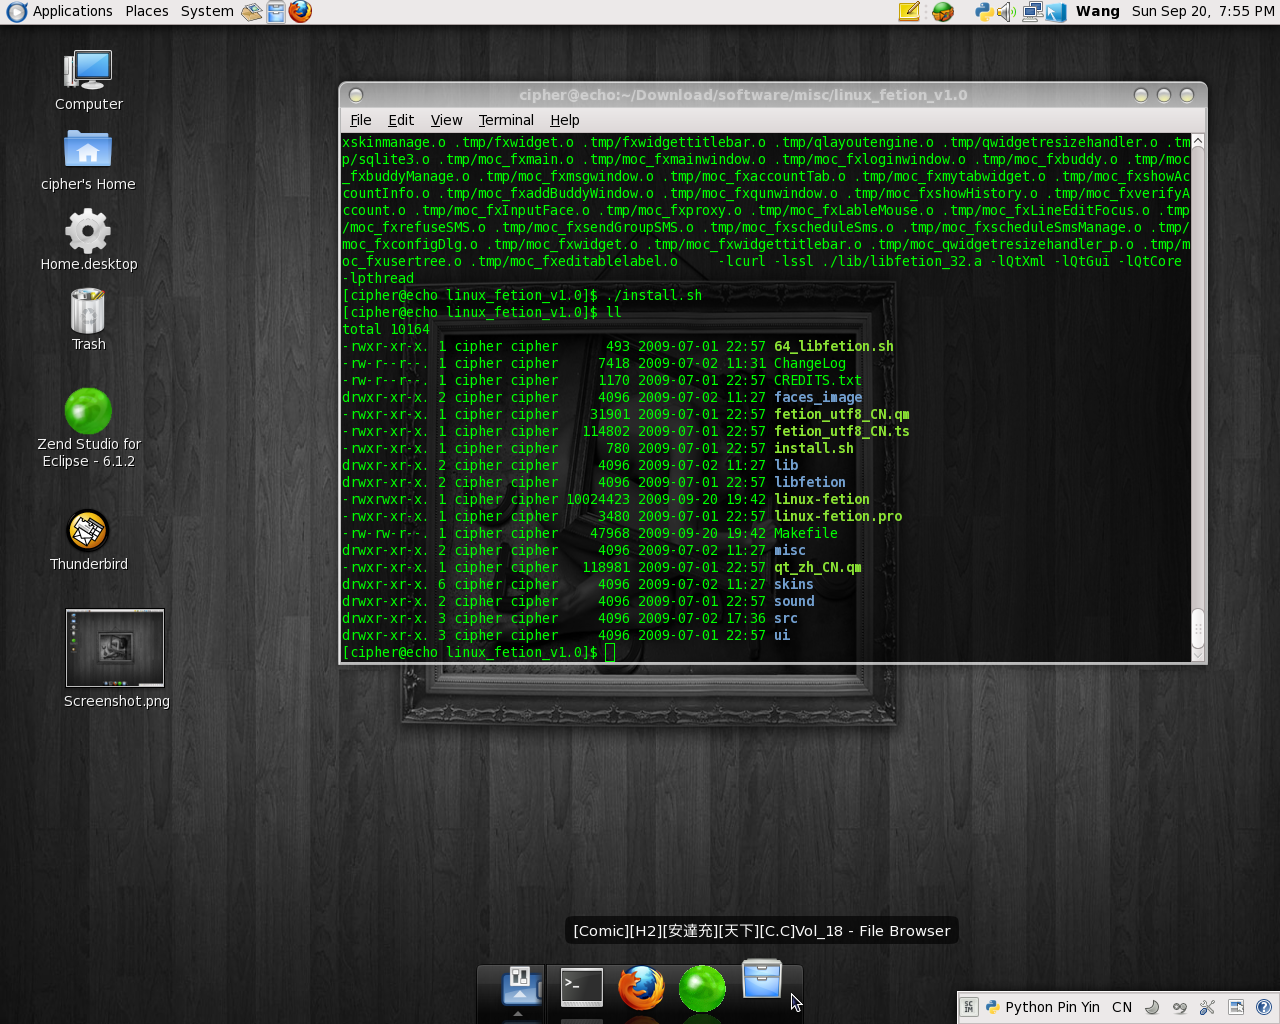 Applications Places System
Wang Sun Sep 20, 7:55 PM
Computer
cipher's Home
Home.desktop
Trash
Zend Studio for
Eclipse - 6.1.2
Thunderbird
Screenshot.png
cipher@echo:~/Download/software/misc/linux_fetion_v1.0
File Edit View Terminal Help
xskinmanage.o .tmp/fxwidget.o .tmp/fxwidgettitlebar.o .tmp/qlayoutengine.o .tmp/qwidgetresizehandler.o .tm
p/sqlite3.o .tmp/moc_fxmain.o .tmp/moc_fxmainwindow.o .tmp/moc_fxloginwindow.o .tmp/moc_fxbuddy.o .tmp/moc
_fxbuddyManage.o .tmp/moc_fxmsgwindow.o .tmp/moc_fxaccountTab.o .tmp/moc_fxmytabwidget.o .tmp/moc_fxshowAc
countInfo.o .tmp/moc_fxaddBuddyWindow.o .tmp/moc_fxqunwindow.o .tmp/moc_fxshowHistory.o .tmp/moc_fxverifyA
ccount.o .tmp/moc_fxInputFace.o .tmp/moc_fxproxy.o .tmp/moc_fxLableMouse.o .tmp/moc_fxLineEditFocus.o .tmp
/moc_fxrefuseSMS.o .tmp/moc_fxsendGroupSMS.o .tmp/moc_fxscheduleSms.o .tmp/moc_fxscheduleSmsManage.o .tmp/
moc_fxconfigDlg.o .tmp/moc_fxwidget.o .tmp/moc_fxwidgettitlebar.o .tmp/moc_qwidgetresizehandler_p.o .tmp/m
oc_fxusertree.o .tmp/moc_fxeditablelabel.o -lcurl -lssl ./lib/libfetion_32.a -lQtXml -lQtGui -lQtCore
-lpthread
[cipher@echo linux_fetion_v1.0]$ ./install.sh
[cipher@echo linux_fetion_v1.0]$ ll
total 10164
-rwxr-xr-x. 1 cipher cipher 493 2009-07-01 22:57 64_libfetion.sh
-rw-r--r--. 1 cipher cipher 7418 2009-07-02 11:31 ChangeLog
-rw-r--r--. 1 cipher cipher 1170 2009-07-01 22:57 CREDITS.txt
drwxr-xr-x. 2 cipher cipher 4096 2009-07-02 11:27 faces_image
-rwxr-xr-x. 1 cipher cipher 31901 2009-07-01 22:57 fetion_utf8_CN.qm
-rwxr-xr-x. 1 cipher cipher 114802 2009-07-01 22:57 fetion_utf8_CN.ts
-rwxr-xr-x. 1 cipher cipher 780 2009-07-01 22:57 install.sh
drwxr-xr-x. 2 cipher cipher 4096 2009-07-02 11:27 lib
drwxr-xr-x. 2 cipher cipher 4096 2009-07-01 22:57 libfetion
-rwxrwxr-x. 1 cipher cipher 10024423 2009-09-20 19:42 linux-fetion
-rwxr-xr-x. 1 cipher cipher 3480 2009-07-01 22:57 linux-fetion.pro
-rw-rw-r--. 1 cipher cipher 47968 2009-09-20 19:42 Makefile
drwxr-xr-x. 2 cipher cipher 4096 2009-07-02 11:27 misc
-rwxr-xr-x. 1 cipher cipher 118981 2009-07-01 22:57 qt_zh_CN.qm
drwxr-xr-x. 6 cipher cipher 4096 2009-07-02 11:27 skins
drwxr-xr-x. 2 cipher cipher 4096 2009-07-01 22:57 sound
drwxr-xr-x. 3 cipher cipher 4096 2009-07-02 17:36 src
drwxr-xr-x. 3 cipher cipher 4096 2009-07-01 22:57 ui
[cipher@echo linux_fetion_v1.0]$
[Comic][H2][安達充][天下][C.C]Vol_18 - File Browser
>_
SC
IM
Python Pin Yin CN